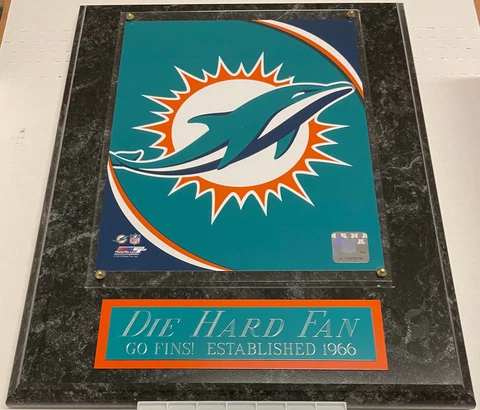 DIE HARD FAN
GO FINS! ESTABLISHED 1966